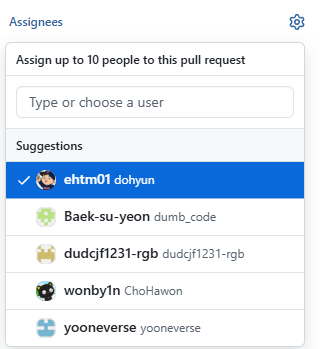 Assignees
Assign up to 10 people to this pull request
Type or choose a user
Suggestions
ehtm01 dohyun
Baek-su-yeon dumb_code
dudcjf1231-rgb dudcjf1231-rgb
wonby1n ChoHawon
yooneverse yooneverse